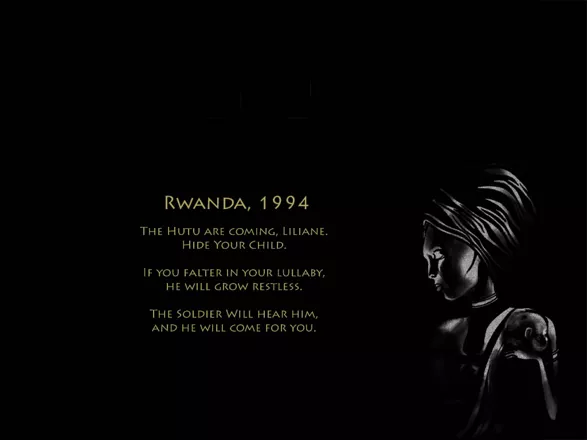 Rwanda, 1994
The Hutu are coming, Liliane.
Hide Your Child.
If you falter in your lullaby,
he will grow restless.
The Soldier Will hear him,
and he will come for you.